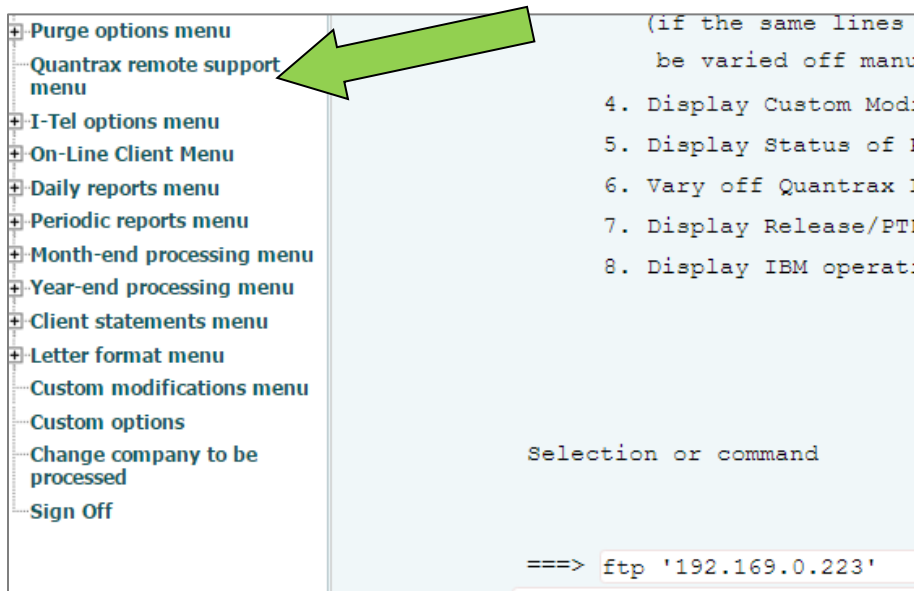 Purge options menu
Quantrax remote support
menu
I-Tel options menu
On-Line Client Menu
Daily reports menu
Periodic reports menu
Month-end processing menu
Year-end processing menu
Client statements menu
Letter format menu
Custom modifications menu
Custom options
Change company to be
processed
Sign Off
(if the same lines
be varied off manu
4. Display Custom Modi
5. Display Status of
6. Vary off Quantrax
7. Display Release/PT
8. Display IBM operati
Selection or command
===> ftp '192.169.0.223'